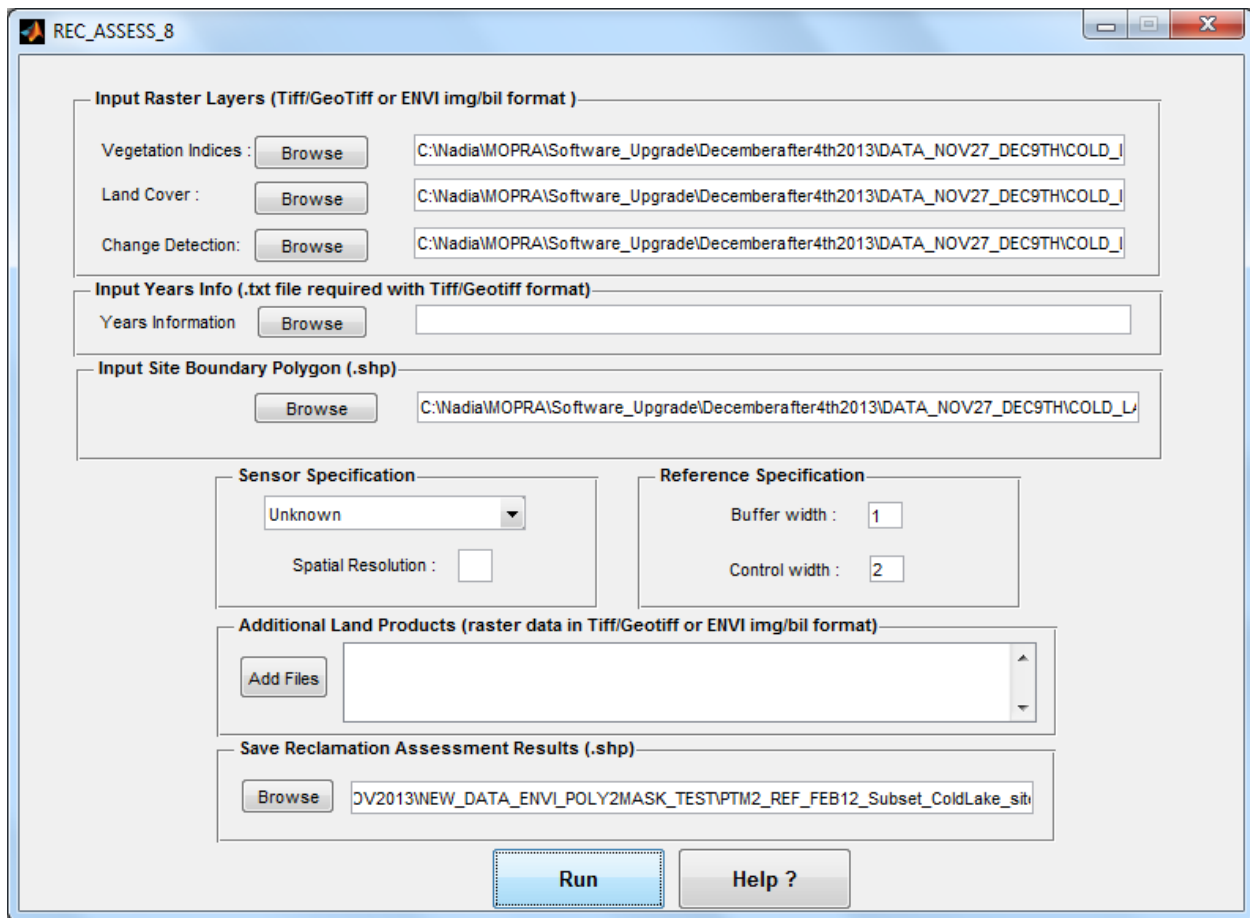 REC_ASSESS_8
Input Raster Layers (Tiff/GeoTiff or ENVI img/bil format )
Vegetation Indices : Browse C:\Nadia\MOPRA\Software_Upgrade\Decemberafter4th2013\DATA_NOV27_DEC9TH\COLD_
Land Cover : Browse C:\Nadia\MOPRA\Software_Upgrade\Decemberafter4th2013\DATA_NOV27_DEC9TH\COLD_
Change Detection: Browse C:\Nadia\MOPRA\Software_Upgrade\Decemberafter4th2013\DATA_NOV27_DEC9TH\COLD_
Input Years Info (.txt file required with Tiff/Geotiff format)
Years Information Browse
Input Site Boundary Polygon (.shp)
Browse C:\Nadia\MOPRA\Software_Upgrade\Decemberafter4th2013\DATA_NOV27_DEC9TH\COLD_LA
Sensor Specification Reference Specification
Unknown Buffer width : 1
Spatial Resolution : Control width : 2
Additional Land Products (raster data in Tiff/Geotiff or ENVI img/bil format)
Add Files
Save Reclamation Assessment Results (.shp)
Browse OV2013\NEW_DATA_ENVI_POLY2MASK_TEST\PTM2_REF_FEB12_Subset_ColdLake_sit
Run Help ?